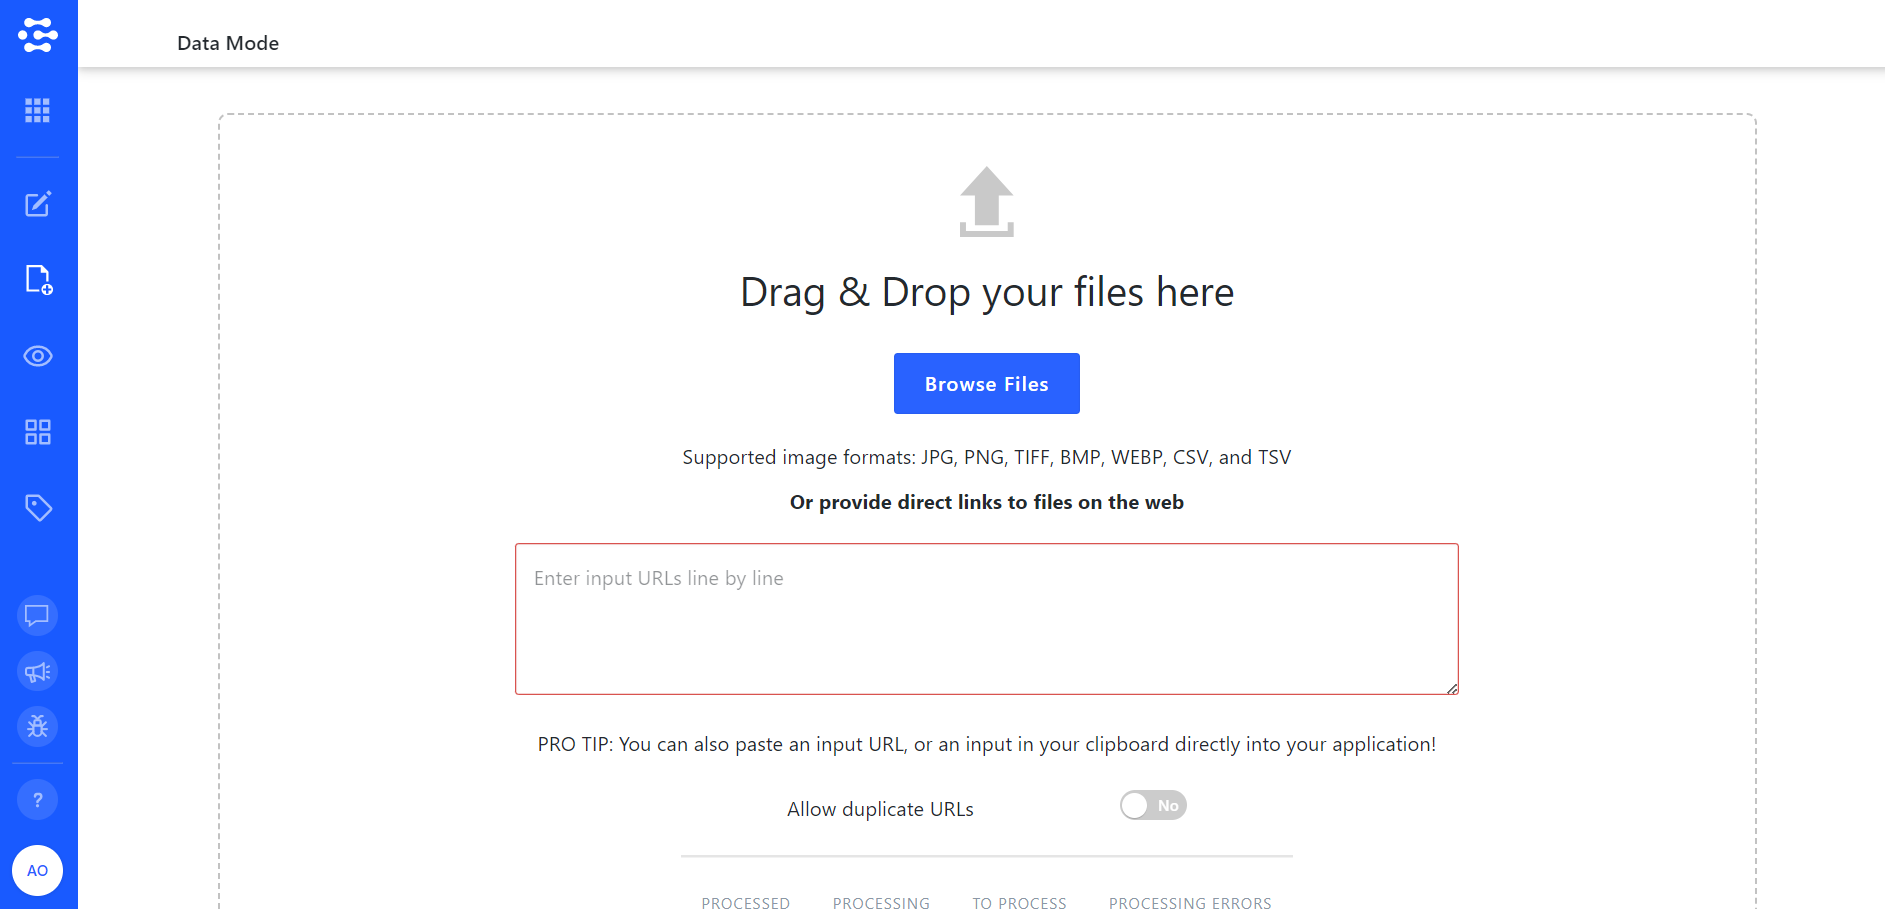 Data Mode
Drag & Drop your files here
Browse Files
Supported image formats: JPG, PNG, TIFF, BMP, WEBP, CSV, and TSV
Or provide direct links to files on the web
Enter input URLs line by line
PRO TIP: You can also paste an input URL, or an input in your clipboard directly into your application!
Allow duplicate URLs No
?
AO
PROCESSED PROCESSING TO PROCESS PROCESSING ERRORS